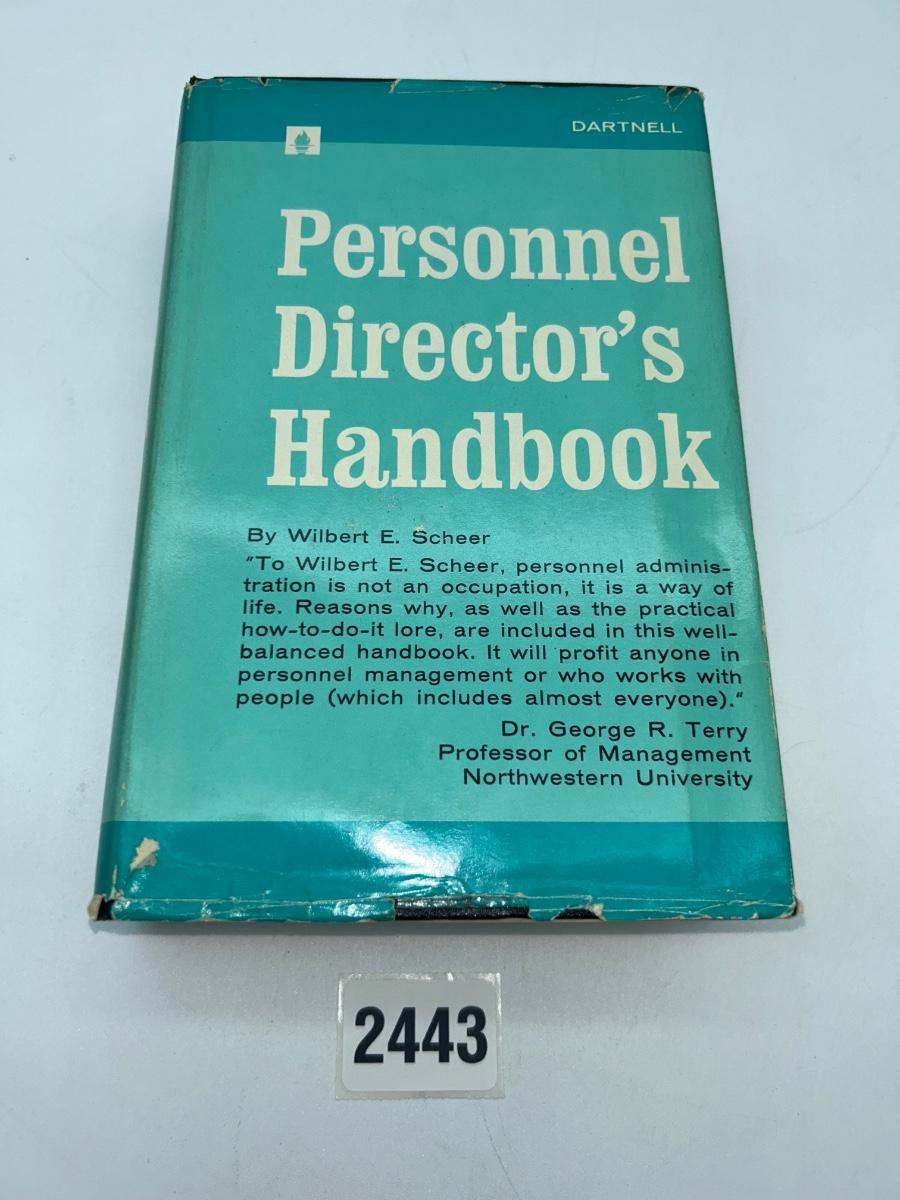 DARTNELL
Personnel
Director's
Handbook
By Wilbert E. Scheer
"To Wilbert E. Scheer, personnel adminis-
tration is not an occupation, it is a way of
life. Reasons why, as well as the practical
how-to-do-it lore, are included in this well-
balanced handbook. It will profit anyone in
personnel management or who works with
people (which includes almost everyone)."
Dr. George R. Terry
Professor of Management
Northwestern University
2443